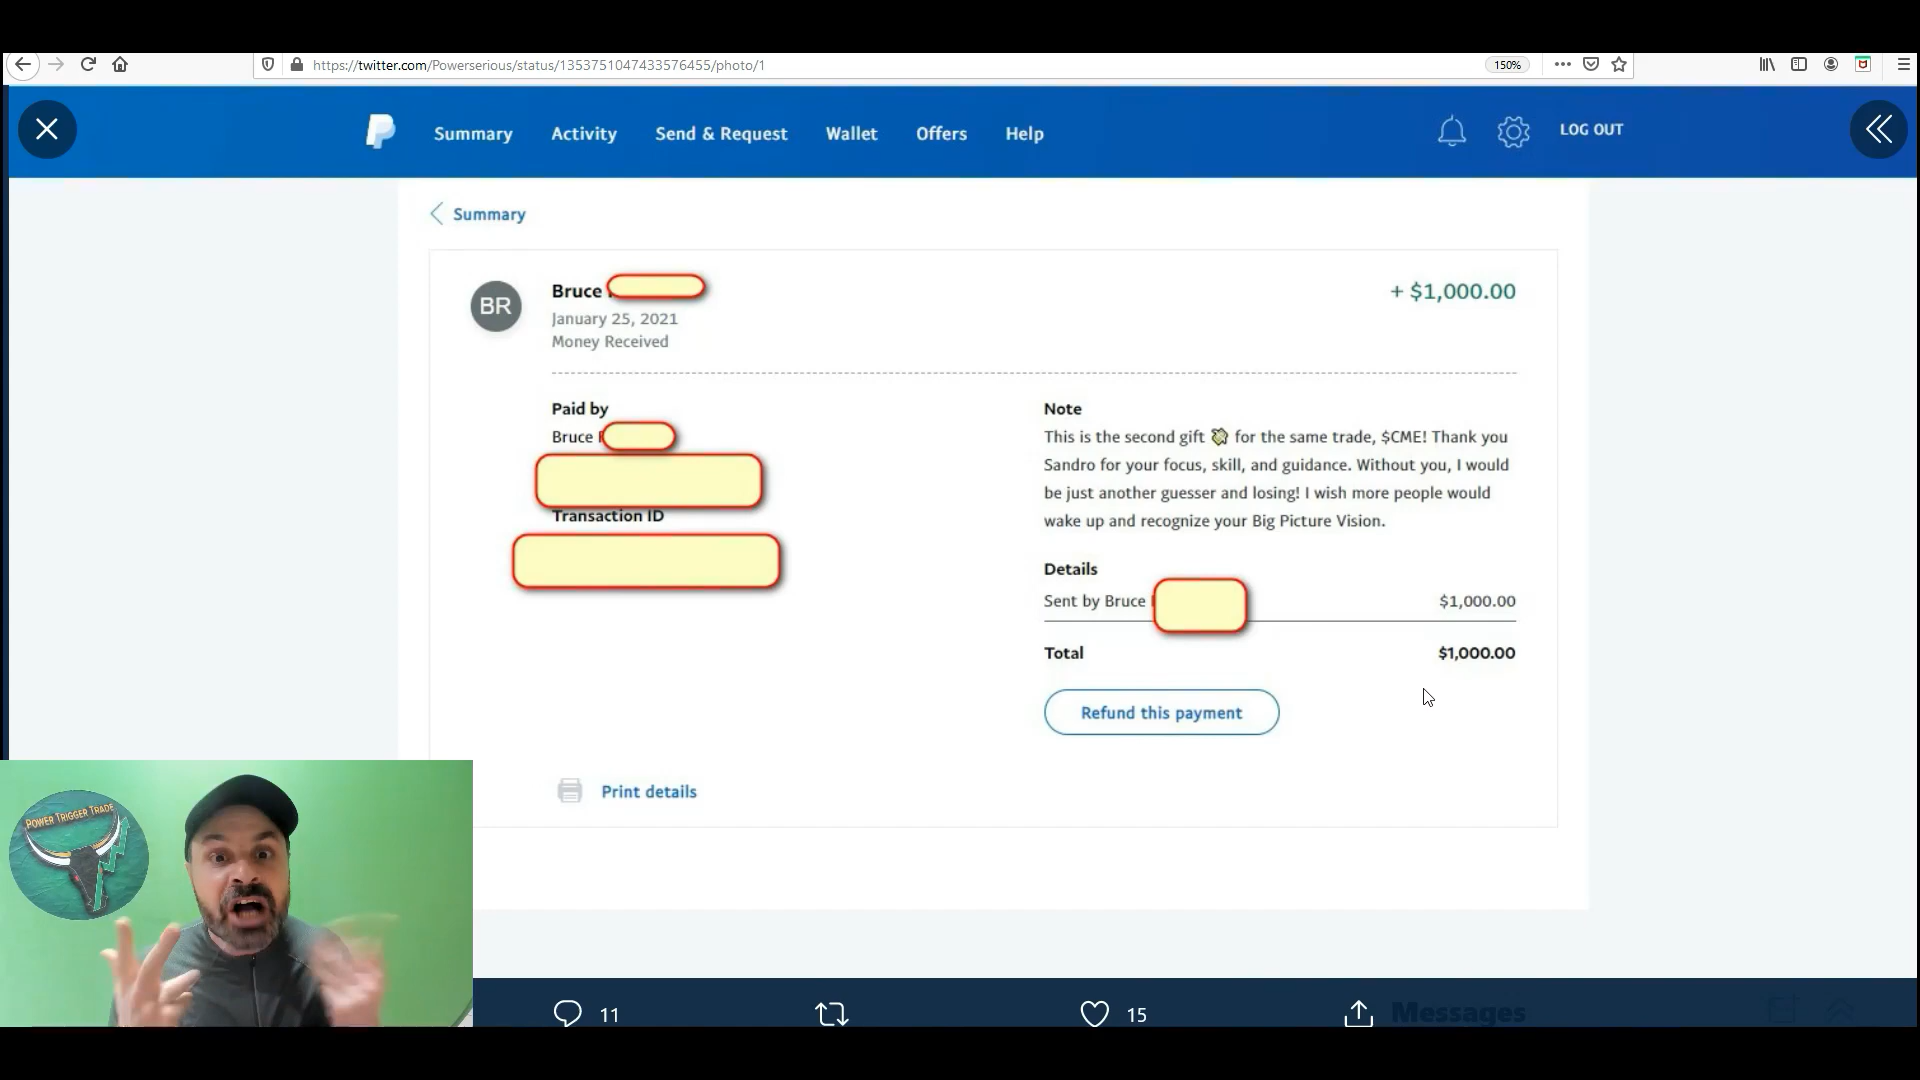 https://twitter.com/Powerserious/status/1353751047433576455/photo/1
150%
Summary Activity Send & Request Wallet Offers Help LOG OUT
Summary
BR
Bruce
+ $1,000.00
January 25, 2021
Money Received
Paid by
Bruce
Transaction ID
Note
This is the second gift for the same trade, $CME! Thank you
Sandro for your focus, skill, and guidance. Without you, I would
be just another guesser and losing! I wish more people would
wake up and recognize your Big Picture Vision.
Details
Sent by Bruce $1,000.00
Total $1,000.00
Refund this payment
Print details
POWER TRIGGER TRADE
11
15
Messages